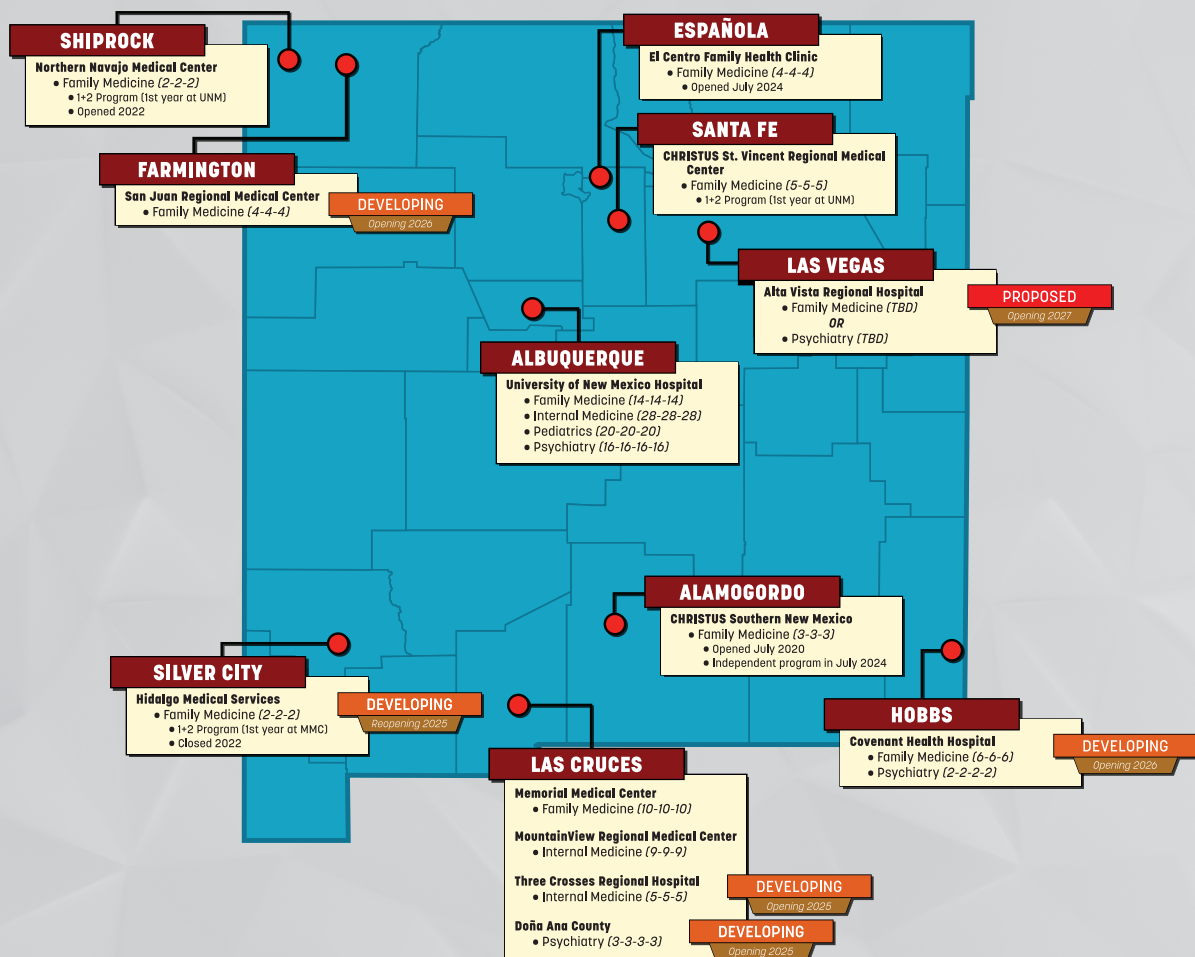 SHIPROCK
Northern Navajo Medical Center
• Family Medicine (2-2-2)
• 1+2 Program (1st year at UNM)
• Opened 2022
FARMINGTON
San Juan Regional Medical Center
• Family Medicine (4-4-4)
DEVELOPING
Opening 2026
ESPAÑOLA
El Centro Family Health Clinic
• Family Medicine (4-4-4)
• Opened July 2024
SANTA FE
CHRISTUS St. Vincent Regional Medical
Center
• Family Medicine (5-5-5)
• 1+2 Program (1st year at UNM)
LAS VEGAS
Alta Vista Regional Hospital
• Family Medicine (TBD)
OR
• Psychiatry (TBD)
PROPOSED
Opening 2027
ALBUQUERQUE
University of New Mexico Hospital
• Family Medicine (14-14-14)
• Internal Medicine (28-28-28)
• Pediatrics (20-20-20)
• Psychiatry (16-16-16-16)
ALAMOGORDO
CHRISTUS Southern New Mexico
• Family Medicine (3-3-3)
• Opened July 2020
• Independent program in July 2024
SILVER CITY
Hidalgo Medical Services
• Family Medicine (2-2-2)
• 1+2 Program (1st year at MMC)
• Closed 2022
DEVELOPING
Reopening 2025
HOBBS
Covenant Health Hospital
• Family Medicine (6-6-6)
• Psychiatry (2-2-2-2)
DEVELOPING
Opening 2026
LAS CRUCES
Memorial Medical Center
• Family Medicine (10-10-10)
MountainView Regional Medical Center
• Internal Medicine (9-9-9)
Three Crosses Regional Hospital
• Internal Medicine (5-5-5)
DEVELOPING
Opening 2025
Doña Ana County
• Psychiatry (3-3-3-3)
DEVELOPING
Opening 2025